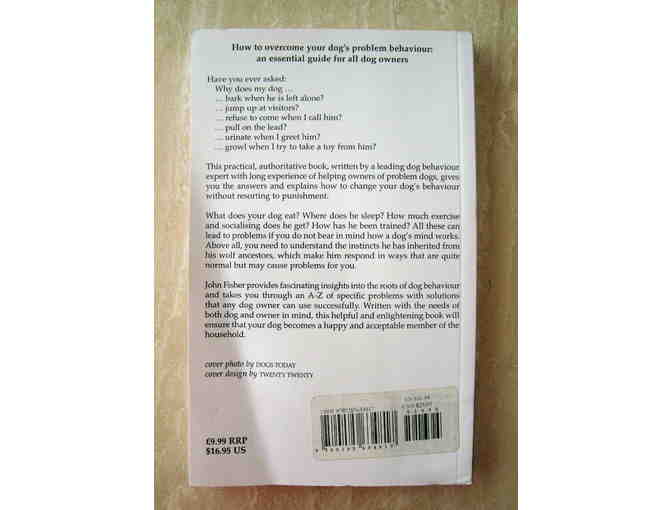 How to overcome your dog's problem behaviour:
an essential guide for all dog owners
Have you ever asked:
Why does my dog ...
... bark when he is left alone?
... jump up at visitors?
... refuse to come when I call him?
... pull on the lead?
... urinate when I greet him?
... growl when I try to take a toy from him?
This practical, authoritative book, written by a leading dog behaviour
expert with long experience of helping owners of problem dogs, gives
you the answers and explains how to change your dog's behaviour
without resorting to punishment.
What does your dog eat? Where does he sleep? How much exercise
and socialising does he get? How has he been trained? All these can
lead to problems if you do not bear in mind how a dog's mind works.
Above all, you need to understand the instincts he has inherited from
his wolf ancestors, which make him respond in ways that are quite
normal but may cause problems for you.
John Fisher provides fascinating insights into the roots of dog behaviour
and takes you through an A-Z of specific problems with solutions
that any dog owner can use successfully. Written with the needs of
both dog and owner in mind, this helpful and enlightening book will
ensure that your dog becomes a happy and acceptable member of the
household.
cover photo by DOGS TODAY
cover design by TWENTY TWENTY
£9.99 RRP
$16.95 US